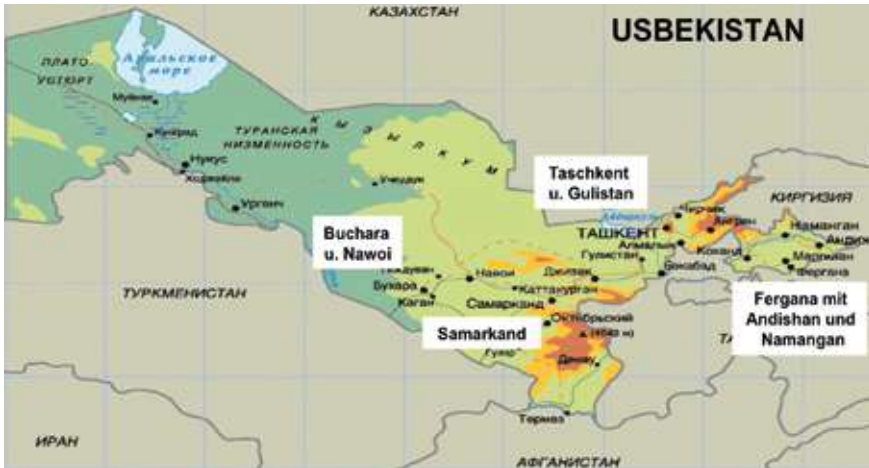 КАЗАХСТАН
USBEKISTAN
ПЛАТО
УСТЮРТ
Аральское
море
Муйнак
Кунград
ТУРАНСКАЯ
НИЗМЕННОСТЬ
К Ы З Ы Л К У М
Нукус
Ходжейли
Ургенч
Учкудук
Taschkent
u. Gulistan
КИРГИЗИЯ
Чирчик
ТАШКЕНТ
Ангрен
Наманган
Алмалык
Коканд
Андиж
Гулистан
Маргилан
Бекабад
Фергана
Buchara
u. Nawoi
Навои
Джизак
Бухара
Каттакурган
Каган
Самарканд
ТУРКМЕНИСТАН
Fergana mit
Andishan und
Namangan
Октябрьский
Samarkand
Денау
Термез
ИРАН
АФГАНИСТАН